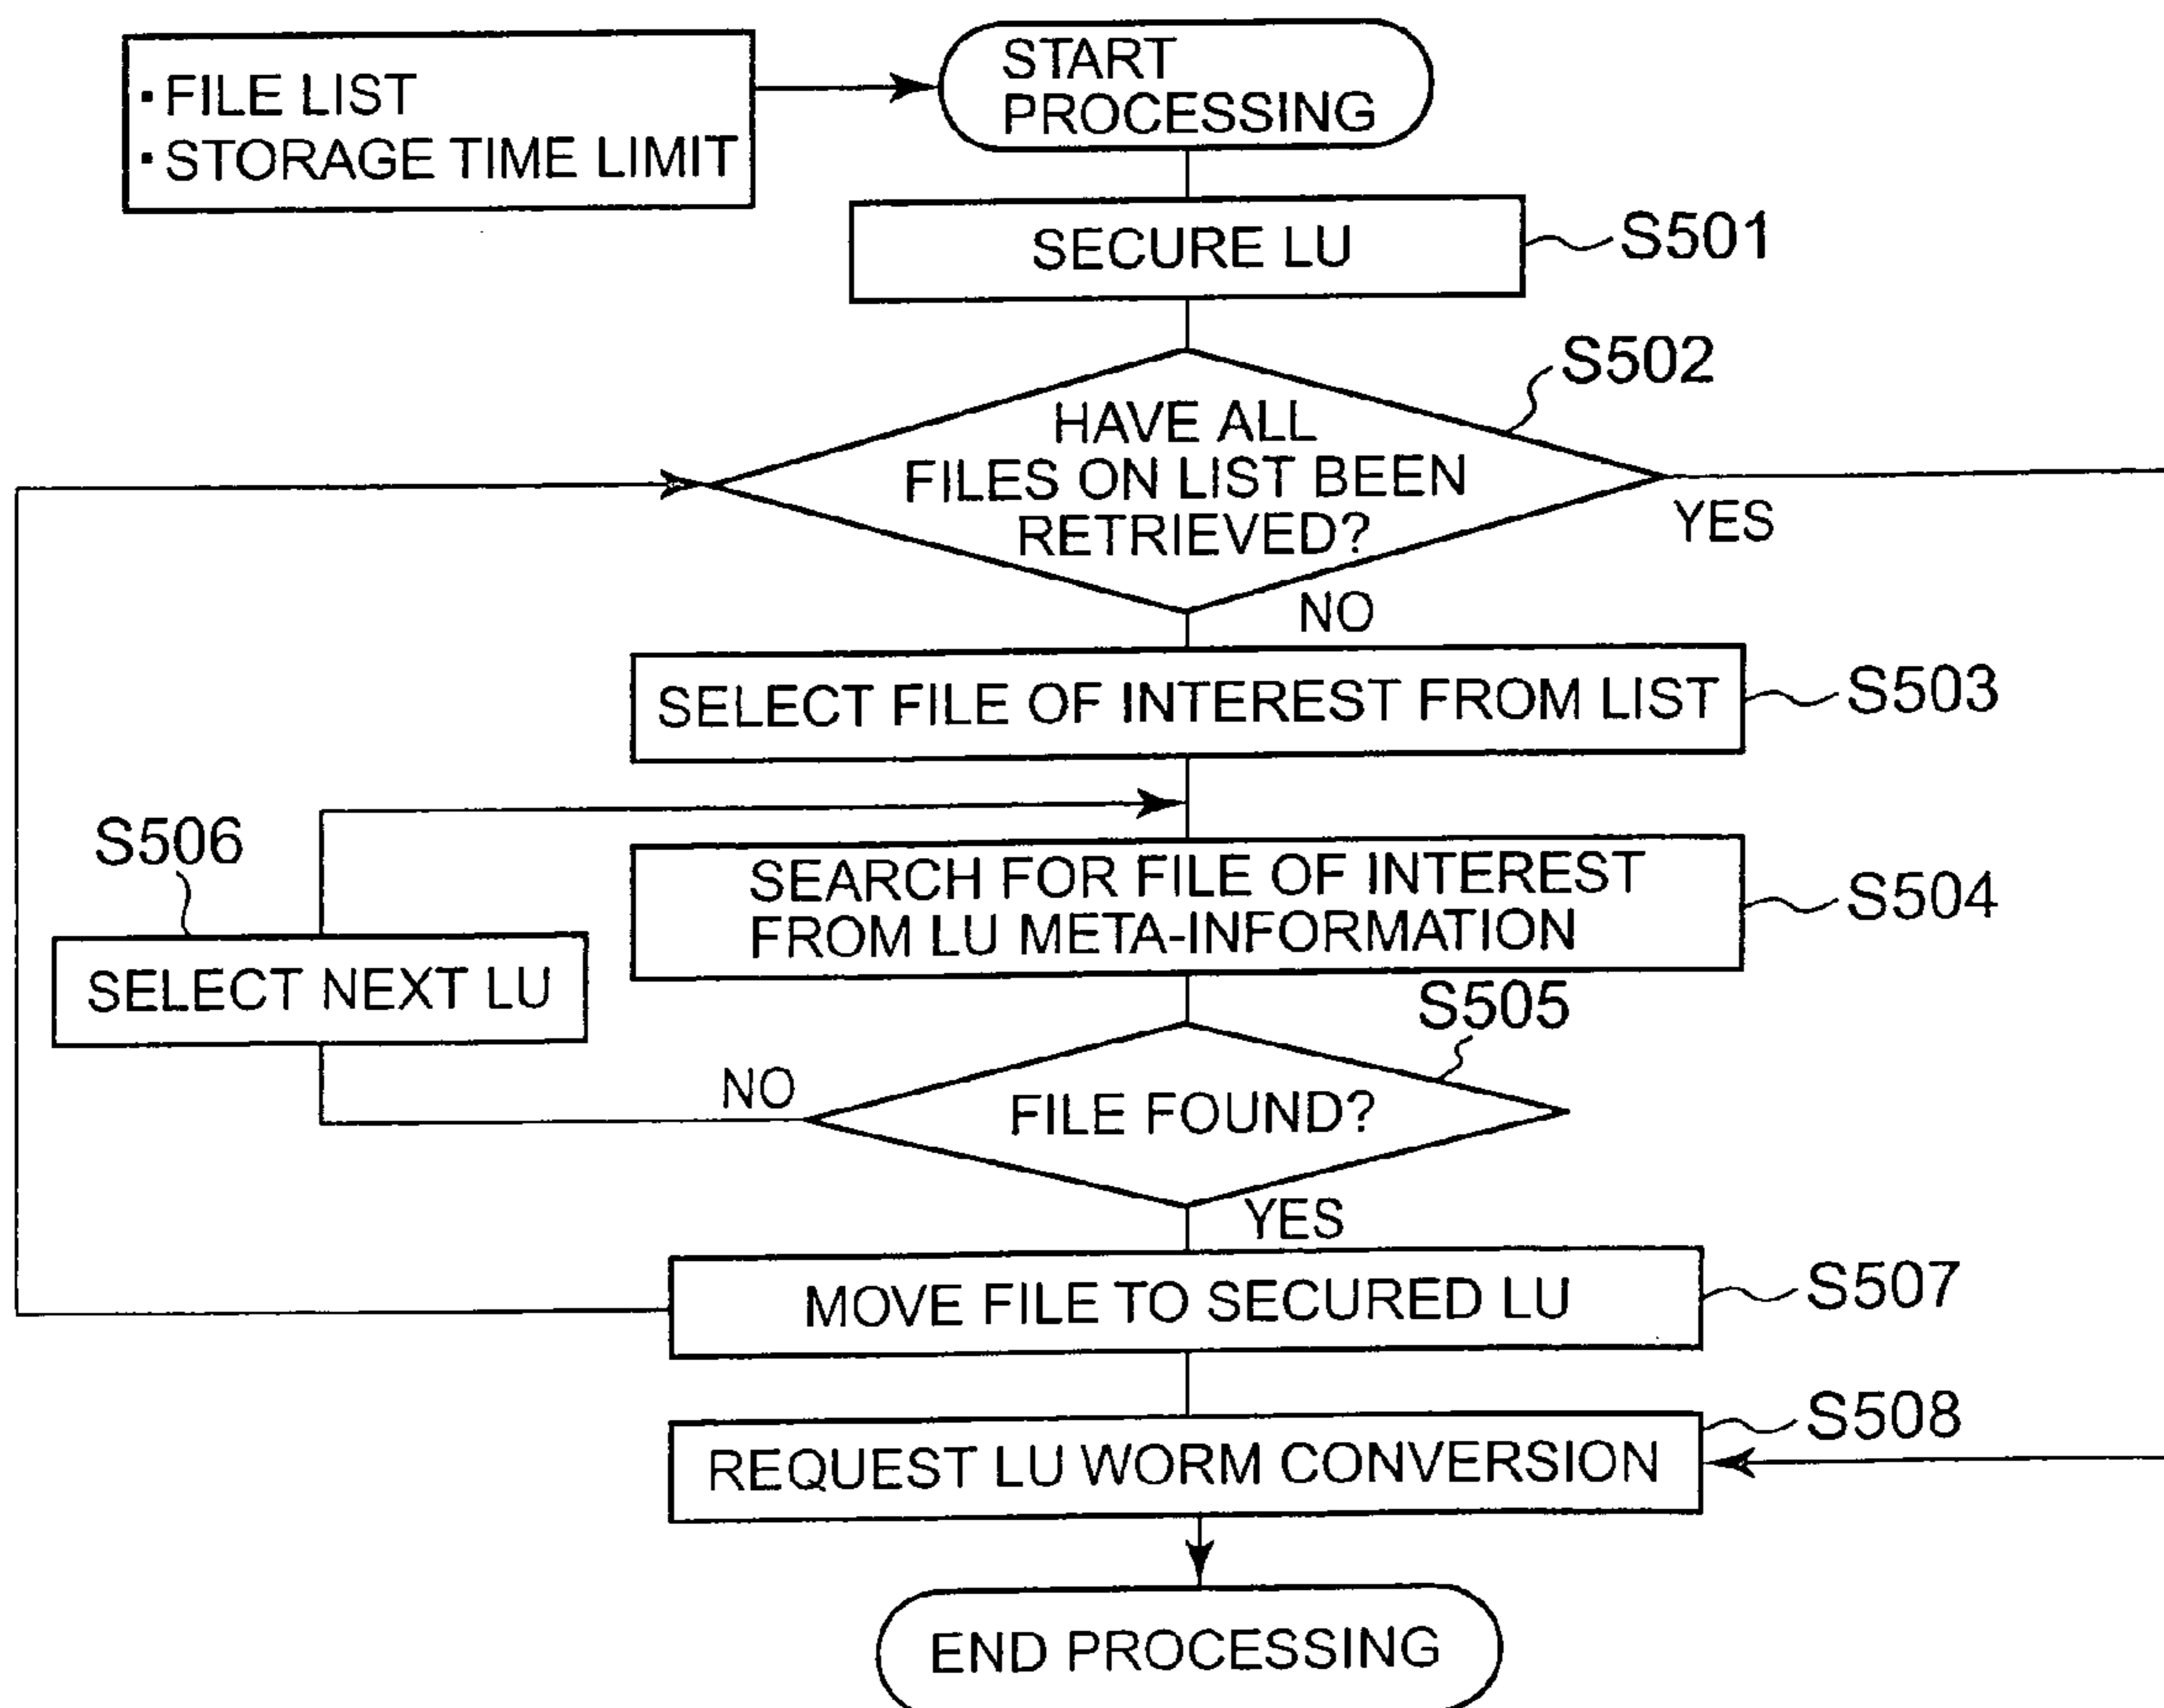 · FILE LIST
· STORAGE TIME LIMIT
START
PROCESSING
SECURE LU
S501
S502
HAVE ALL
FILES ON LIST BEEN
RETRIEVED?
YES
NO
SELECT FILE OF INTEREST FROM LIST
S503
S506
SEARCH FOR FILE OF INTEREST
FROM LU META-INFORMATION
S504
SELECT NEXT LU
S505
NO
FILE FOUND?
YES
MOVE FILE TO SECURED LU
S507
REQUEST LU WORM CONVERSION
S508
END PROCESSING